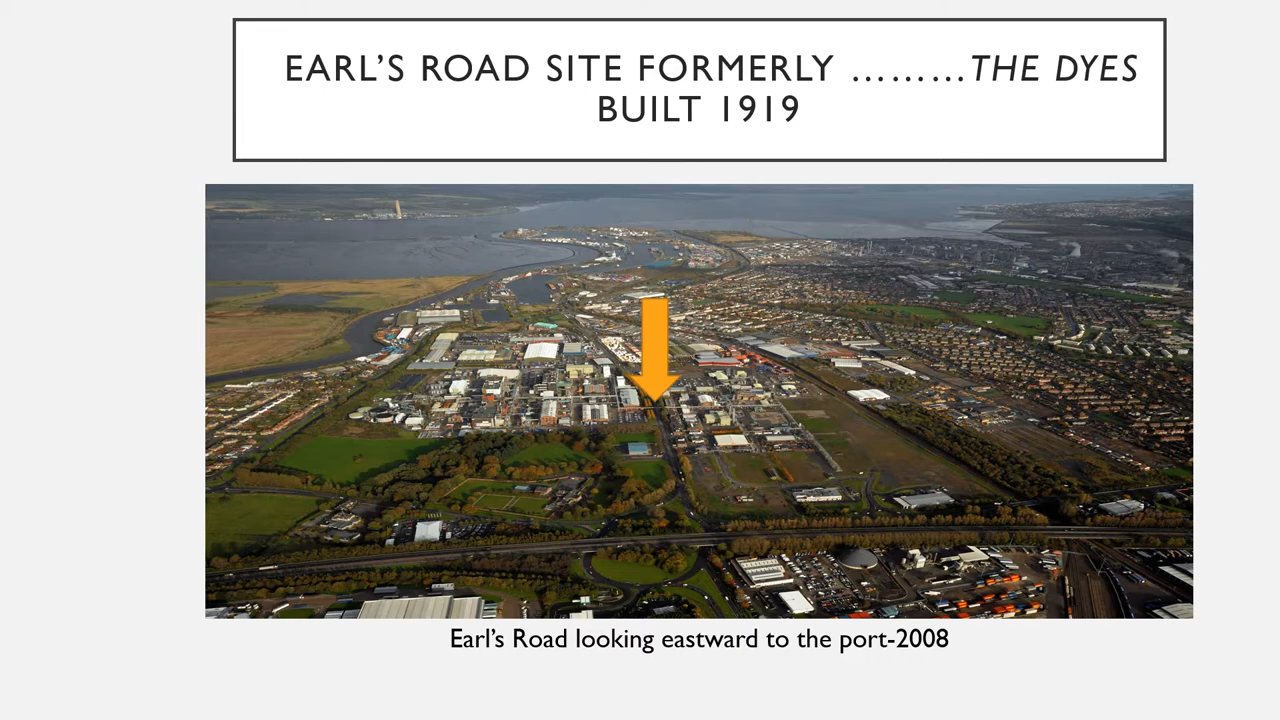 EARL’S ROAD SITE FORMERLY ………THE DYES
BUILT 1919
Earl’s Road looking eastward to the port-2008